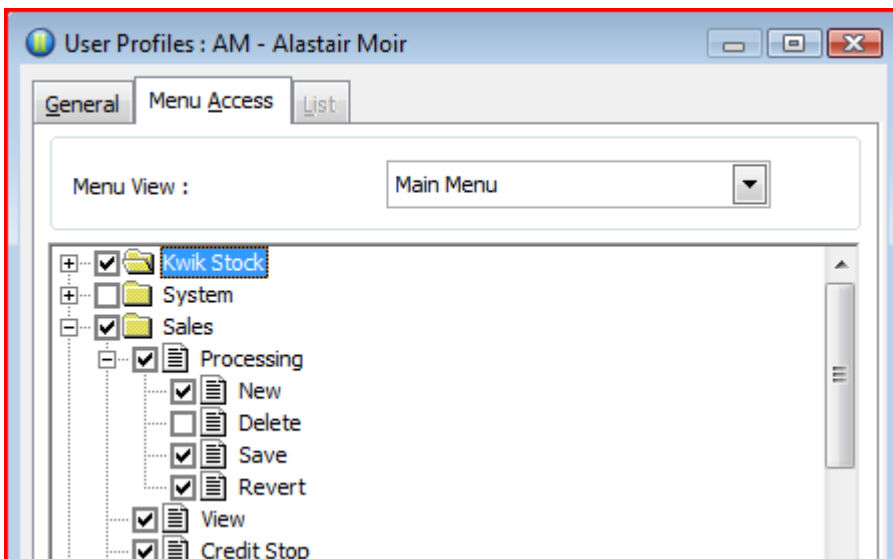 User Profiles : AM - Alastair Moir
General Menu Access List
Menu View : Main Menu
Kwik Stock
System
Sales
Processing
New
Delete
Save
Revert
View
Credit Stop